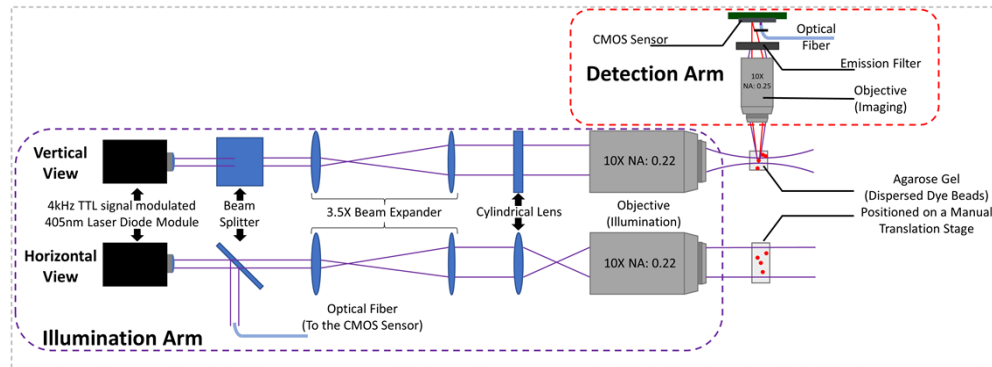 CMOS Sensor
Optical
Fiber
Emission Filter
Detection Arm
10X
NA: 0.25
Objective
(Imaging)
Vertical
View
10X NA: 0.22
Agarose Gel
(Dispersed Dye Beads)
Positioned on a Manual
Translation Stage
4kHz TTL signal modulated
405nm Laser Diode Module
Beam
Splitter
3.5X Beam Expander
Cylindrical Lens
Objective
(Illumination)
Horizontal
View
10X NA: 0.22
Optical Fiber
(To the CMOS Sensor)
Illumination Arm